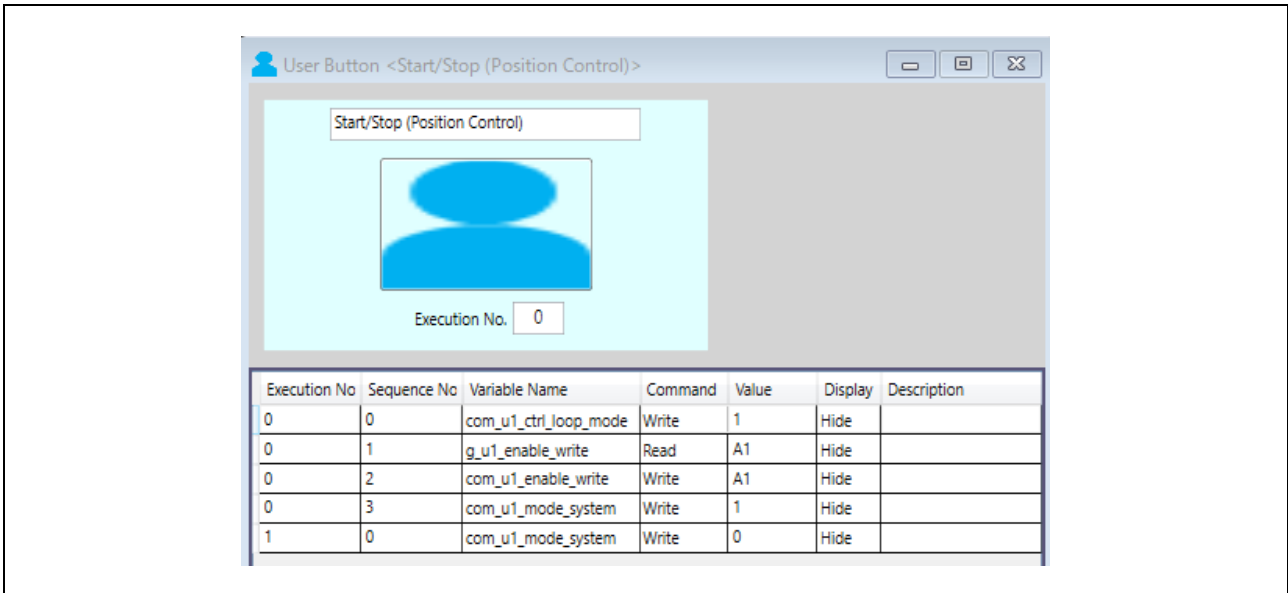 User Button <Start/Stop (Position Control)>
Start/Stop (Position Control)
Execution No. 0
Execution No Sequence No Variable Name Command Value Display Description
0 0 com_u1_ctrl_loop_mode Write 1 Hide
0 1 g_u1_enable_write Read A1 Hide
0 2 com_u1_enable_write Write A1 Hide
0 3 com_u1_mode_system Write 1 Hide
1 0 com_u1_mode_system Write 0 Hide